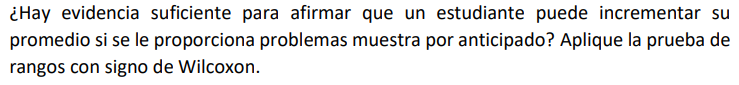 ¿Hay evidencia suficiente para afirmar que un estudiante puede incrementar su
promedio si se le proporciona problemas muestra por anticipado? Aplique la prueba de
rangos con signo de Wilcoxon.